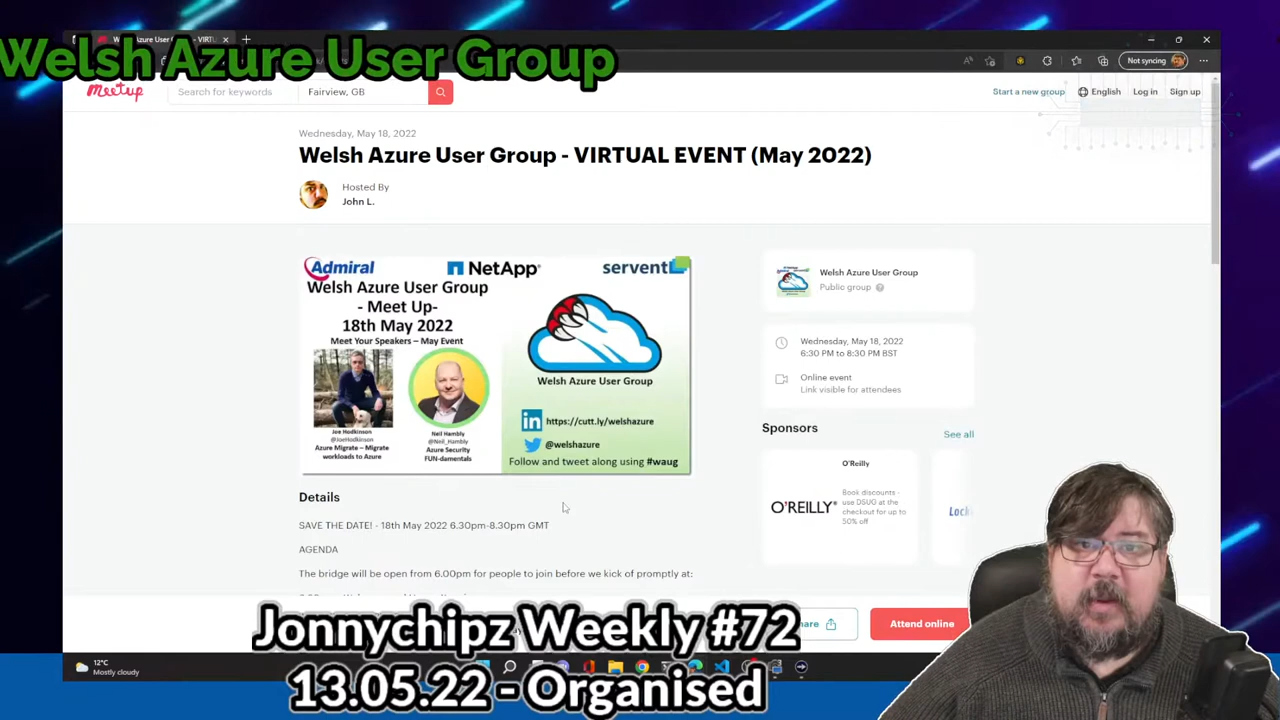 Welsh Azure User Group
Not syncing
meetup
Search for keywords
Fairview, GB
Start a new group
English
Log in
Sign up
Wednesday, May 18, 2022
Welsh Azure User Group - VIRTUAL EVENT (May 2022)
Hosted By
John L.
Admiral
NetApp
servent
Welsh Azure User Group
- Meet Up-
18th May 2022
Meet Your Speakers – May Event
Joe Hodkinson
@JoeHodkinson
Azure Migrate – Migrate
workloads to Azure
Neil Hambly
@Neil_Hambly
Azure Security
FUN-damentals
Welsh Azure User Group
https://cutt.ly/welshazure
@welshazure
Follow and tweet along using #waug
Welsh Azure User Group
Public group
Wednesday, May 18, 2022
6:30 PM to 8:30 PM BST
Online event
Link visible for attendees
Sponsors
See all
O'Reilly
O'REILLY
Book discounts -
use DSUG at the
checkout for up to
50% off
Details
SAVE THE DATE! - 18th May 2022 6.30pm-8.30pm GMT
AGENDA
The bridge will be open from 6.00pm for people to join before we kick of promptly at:
Attend online
Jonnychipz Weekly #72
13.05.22 - Organised
12°C
Mostly cloudy